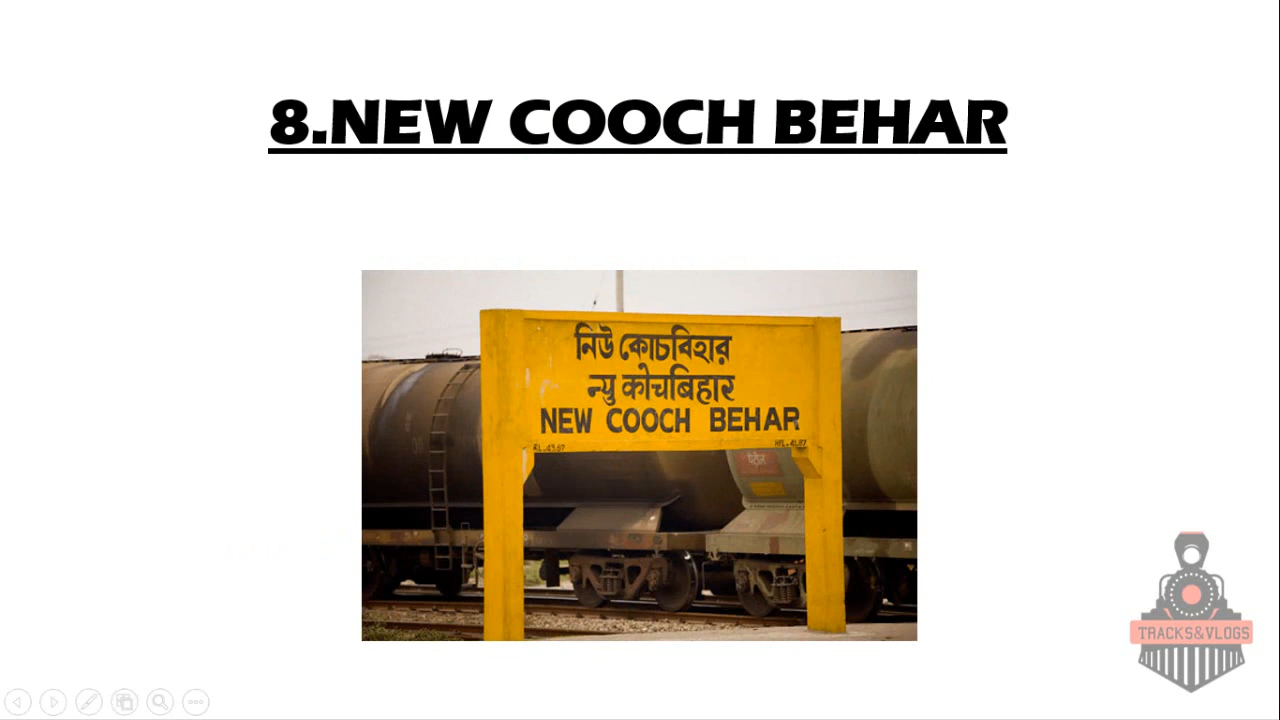 8.NEW COOCH BEHAR
নিউ কোচবিহার
न्यु कोचबिहार
NEW COOCH BEHAR
TRACKS&VLOGS